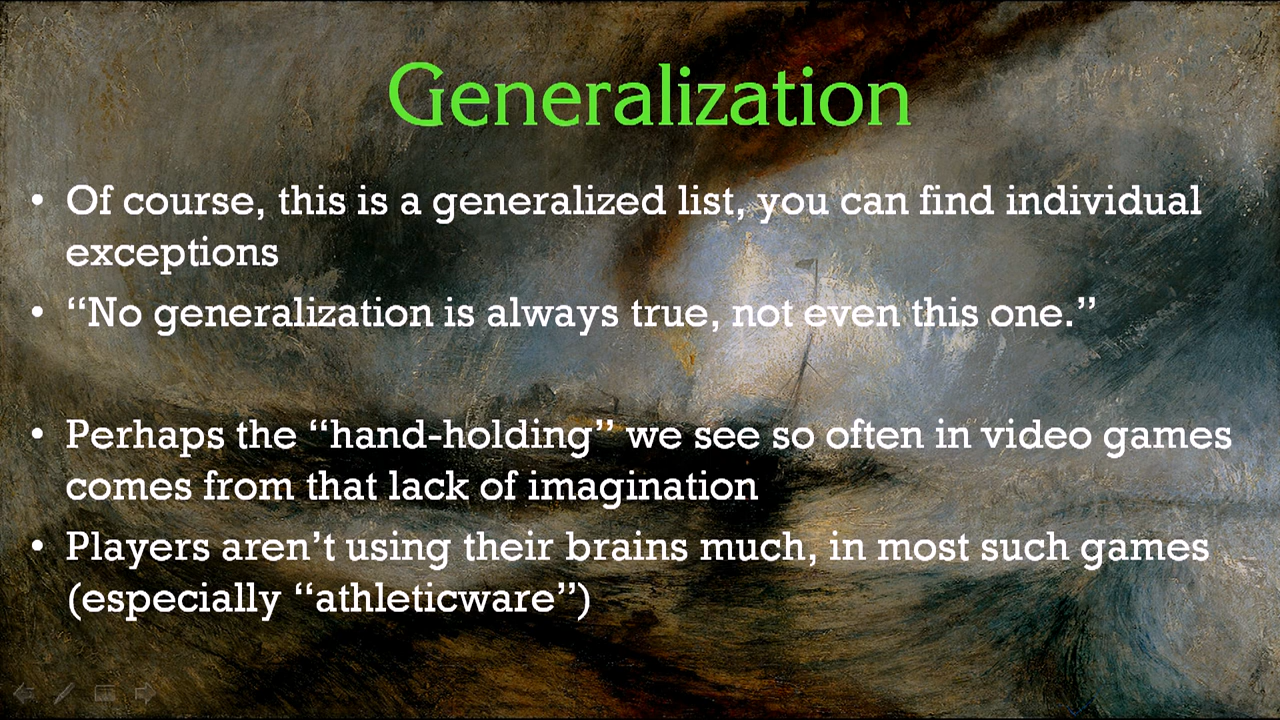 Generalization
• Of course, this is a generalized list, you can find individual
exceptions
• “No generalization is always true, not even this one.”
• Perhaps the “hand-holding” we see so often in video games
comes from that lack of imagination
• Players aren’t using their brains much, in most such games
(especially “athleticware”)